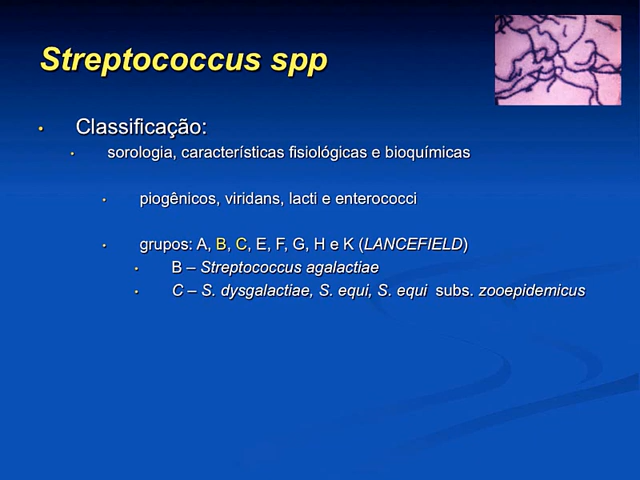 Streptococcus spp
• Classificação:
• sorologia, características fisiológicas e bioquímicas
• piogênicos, viridans, lacti e enterococci
• grupos: A, B, C, E, F, G, H e K (LANCEFIELD)
• B – Streptococcus agalactiae
• C – S. dysgalactiae, S. equi, S. equi subs. zooepidemicus